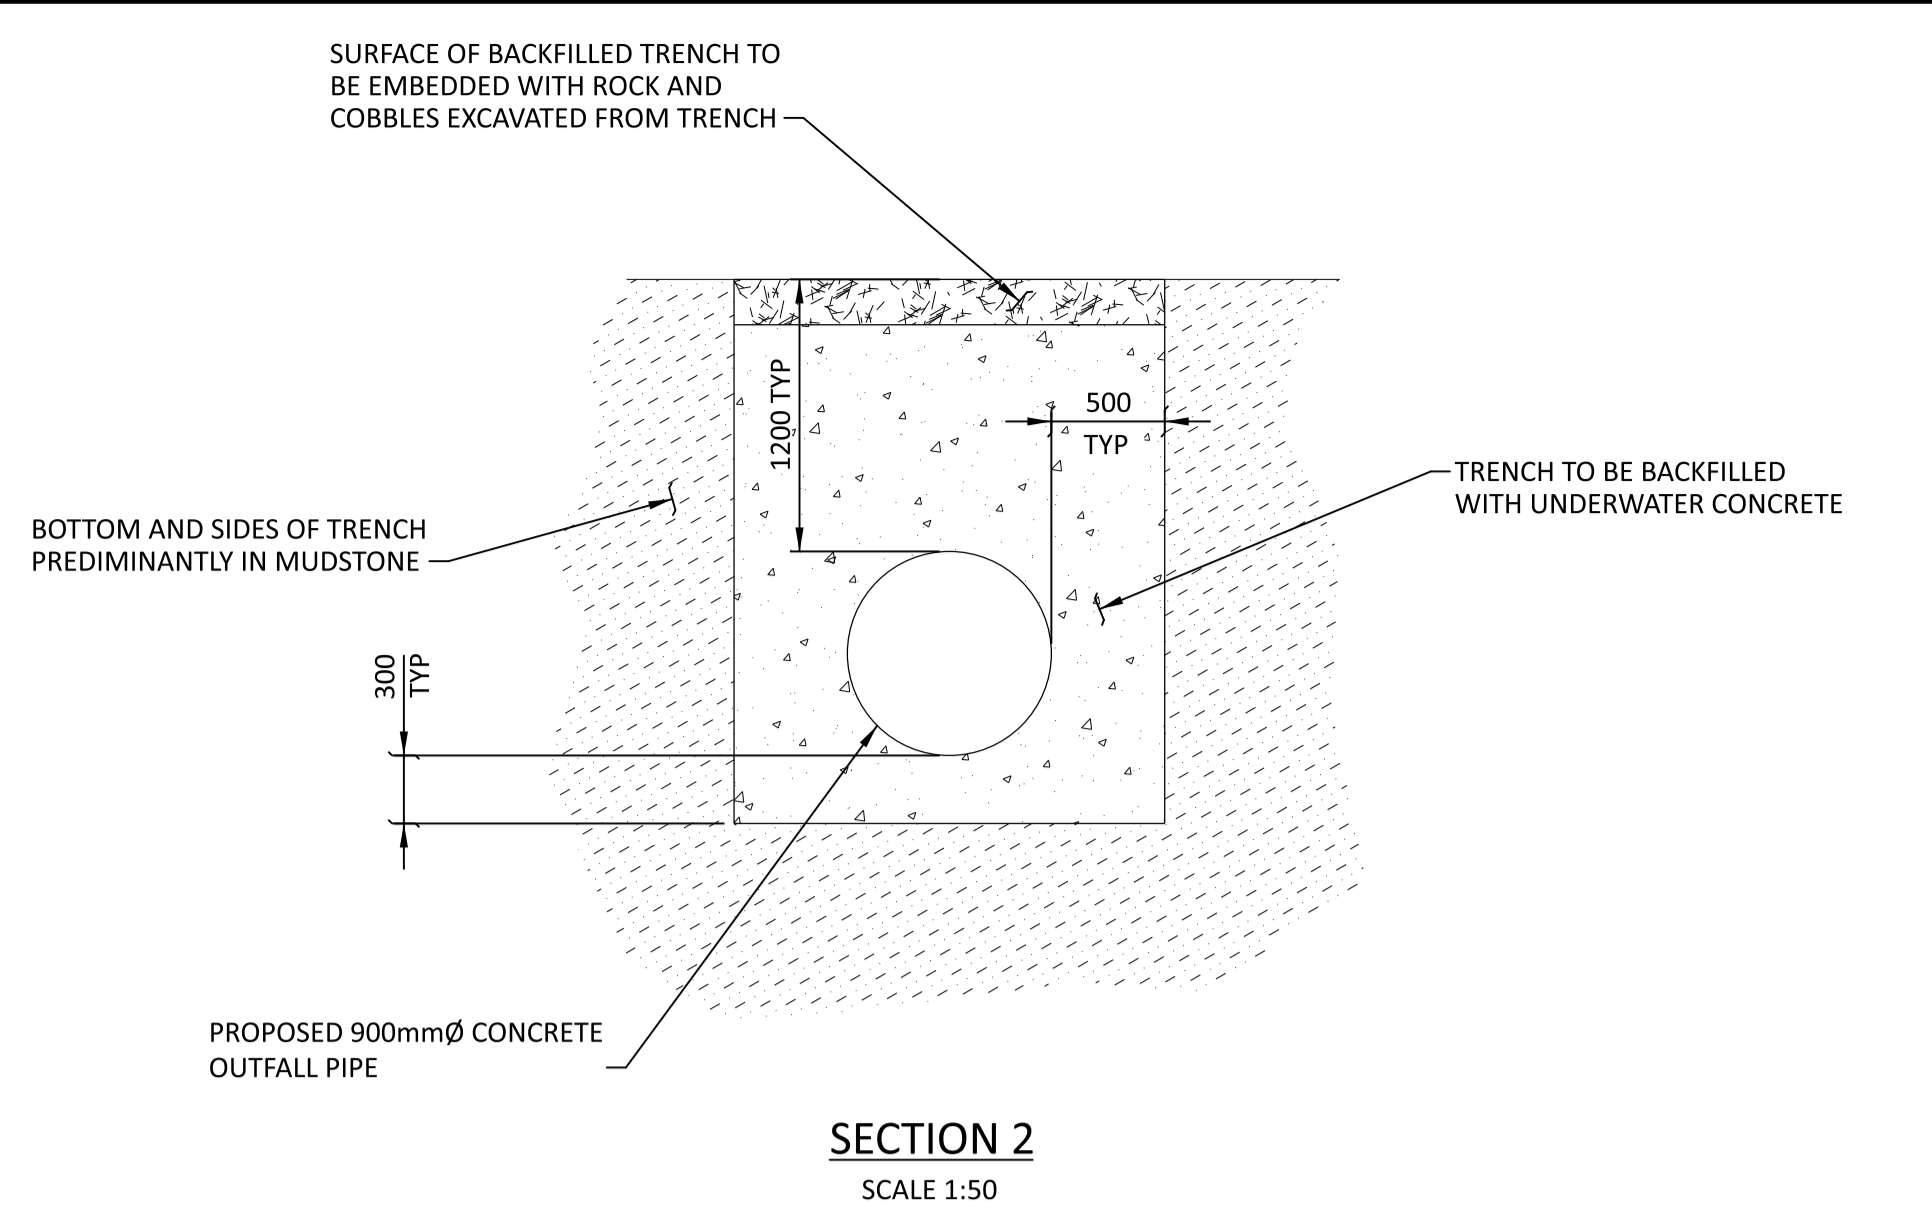 SURFACE OF BACKFILLED TRENCH TO
BE EMBEDDED WITH ROCK AND
COBBLES EXCAVATED FROM TRENCH
1200 TYP
500
TYP
TRENCH TO BE BACKFILLED
WITH UNDERWATER CONCRETE
BOTTOM AND SIDES OF TRENCH
PREDIMINANTLY IN MUDSTONE
300
TYP
PROPOSED 900mmØ CONCRETE
OUTFALL PIPE
SECTION 2
SCALE 1:50